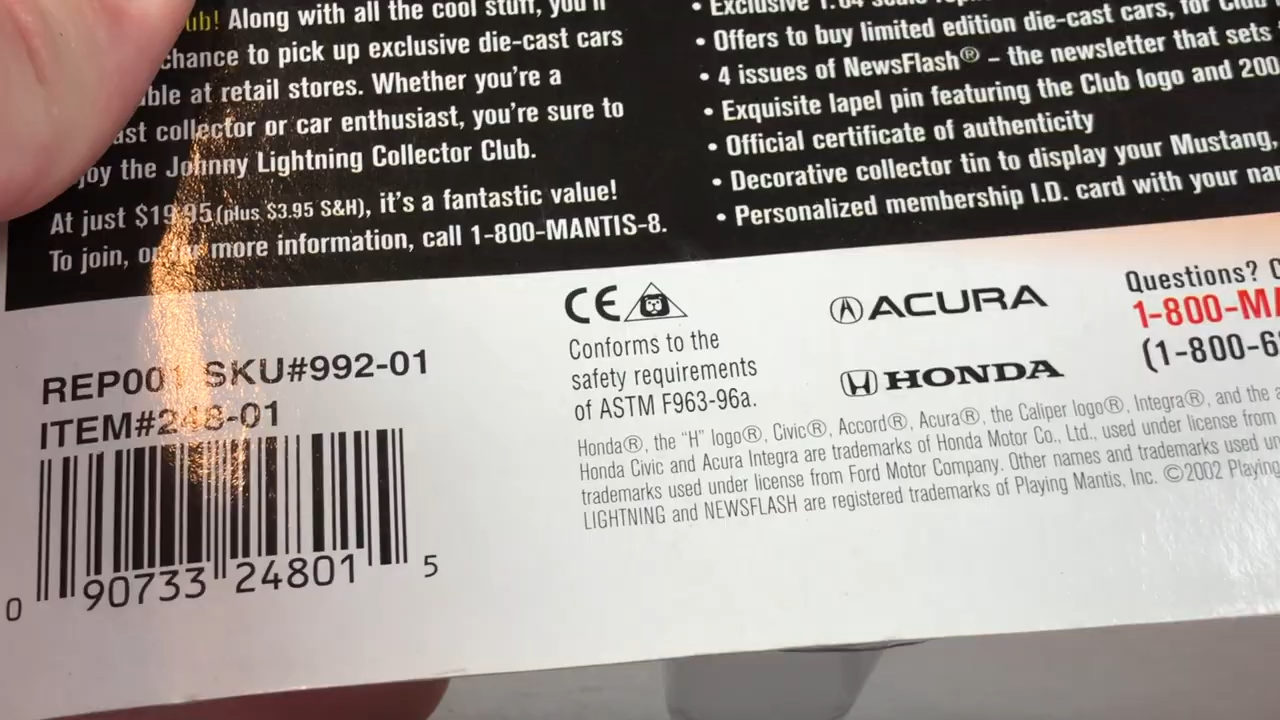 ub! Along with all the cool stuff, you'll
chance to pick up exclusive die-cast cars
able at retail stores. Whether you're a
ast collector or car enthusiast, you're sure to
joy the Johnny Lightning Collector Club.
At just $19.95 (plus $3.95 S&H), it's a fantastic value!
To join, or for more information, call 1-800-MANTIS-8.
• Exclusive 1:64 scale
• Offers to buy limited edition die-cast cars, for Club
• 4 issues of NewsFlash® – the newsletter that sets
• Exquisite lapel pin featuring the Club logo and 200
• Official certificate of authenticity
• Decorative collector tin to display your Mustang,
• Personalized membership I.D. card with your
REP001 SKU#992-01
ITEM#248-01
0 90733 24801 5
CE
Conforms to the
safety requirements
of ASTM F963-96a.
ACURA
HONDA
Questions?
1-800-MA
(1-800-6
Honda®, the "H" logo®, Civic®, Accord®, Acura®, the Caliper logo®, Integra®, and the
Honda Civic and Acura Integra are trademarks of Honda Motor Co., Ltd., used under license from
trademarks used under license from Ford Motor Company. Other names and trademarks used
LIGHTNING and NEWSFLASH are registered trademarks of Playing Mantis, Inc. ©2002 Playing